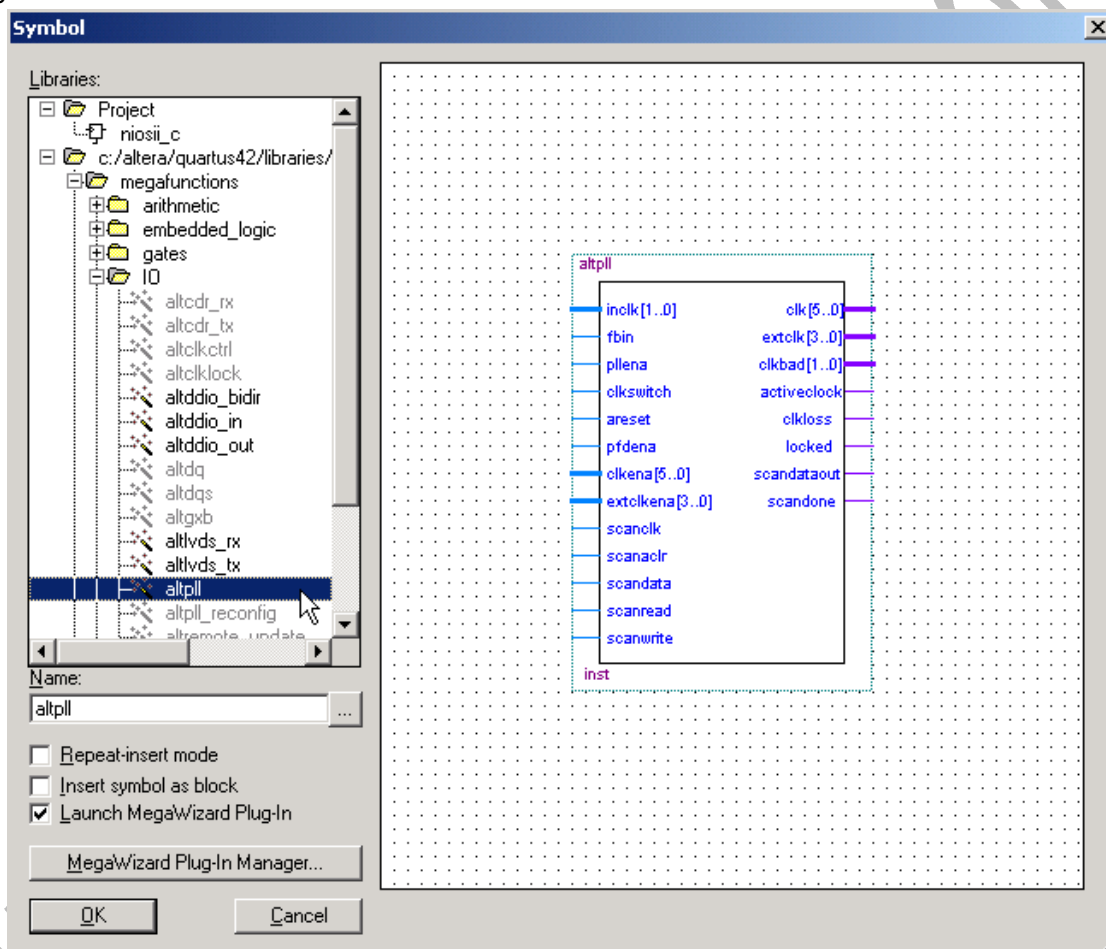 Symbol
Libraries:
Project
niosii_c
c:/altera/quartus42/libraries/
megafunctions
arithmetic
embedded_logic
gates
IO
altcdr_rx
altcdr_tx
altclkctrl
altclklock
altddio_bidir
altddio_in
altddio_out
altdq
altdqs
altgxb
altlvds_rx
altlvds_tx
altpll
altpll_reconfig
altremote_update
Name:
altpll
...
Repeat-insert mode
Insert symbol as block
Launch MegaWizard Plug-In
MegaWizard Plug-In Manager...
OK Cancel
altpll
inclk[1..0] clk[5..0]
fbin extclk[3..0]
pllena clkbad[1..0]
clkswitch activeclock
areset clkloss
pfdena locked
clkena[5..0] scandataout
extclkena[3..0] scandone
scanclk
scanaclr
scandata
scanread
scanwrite
inst